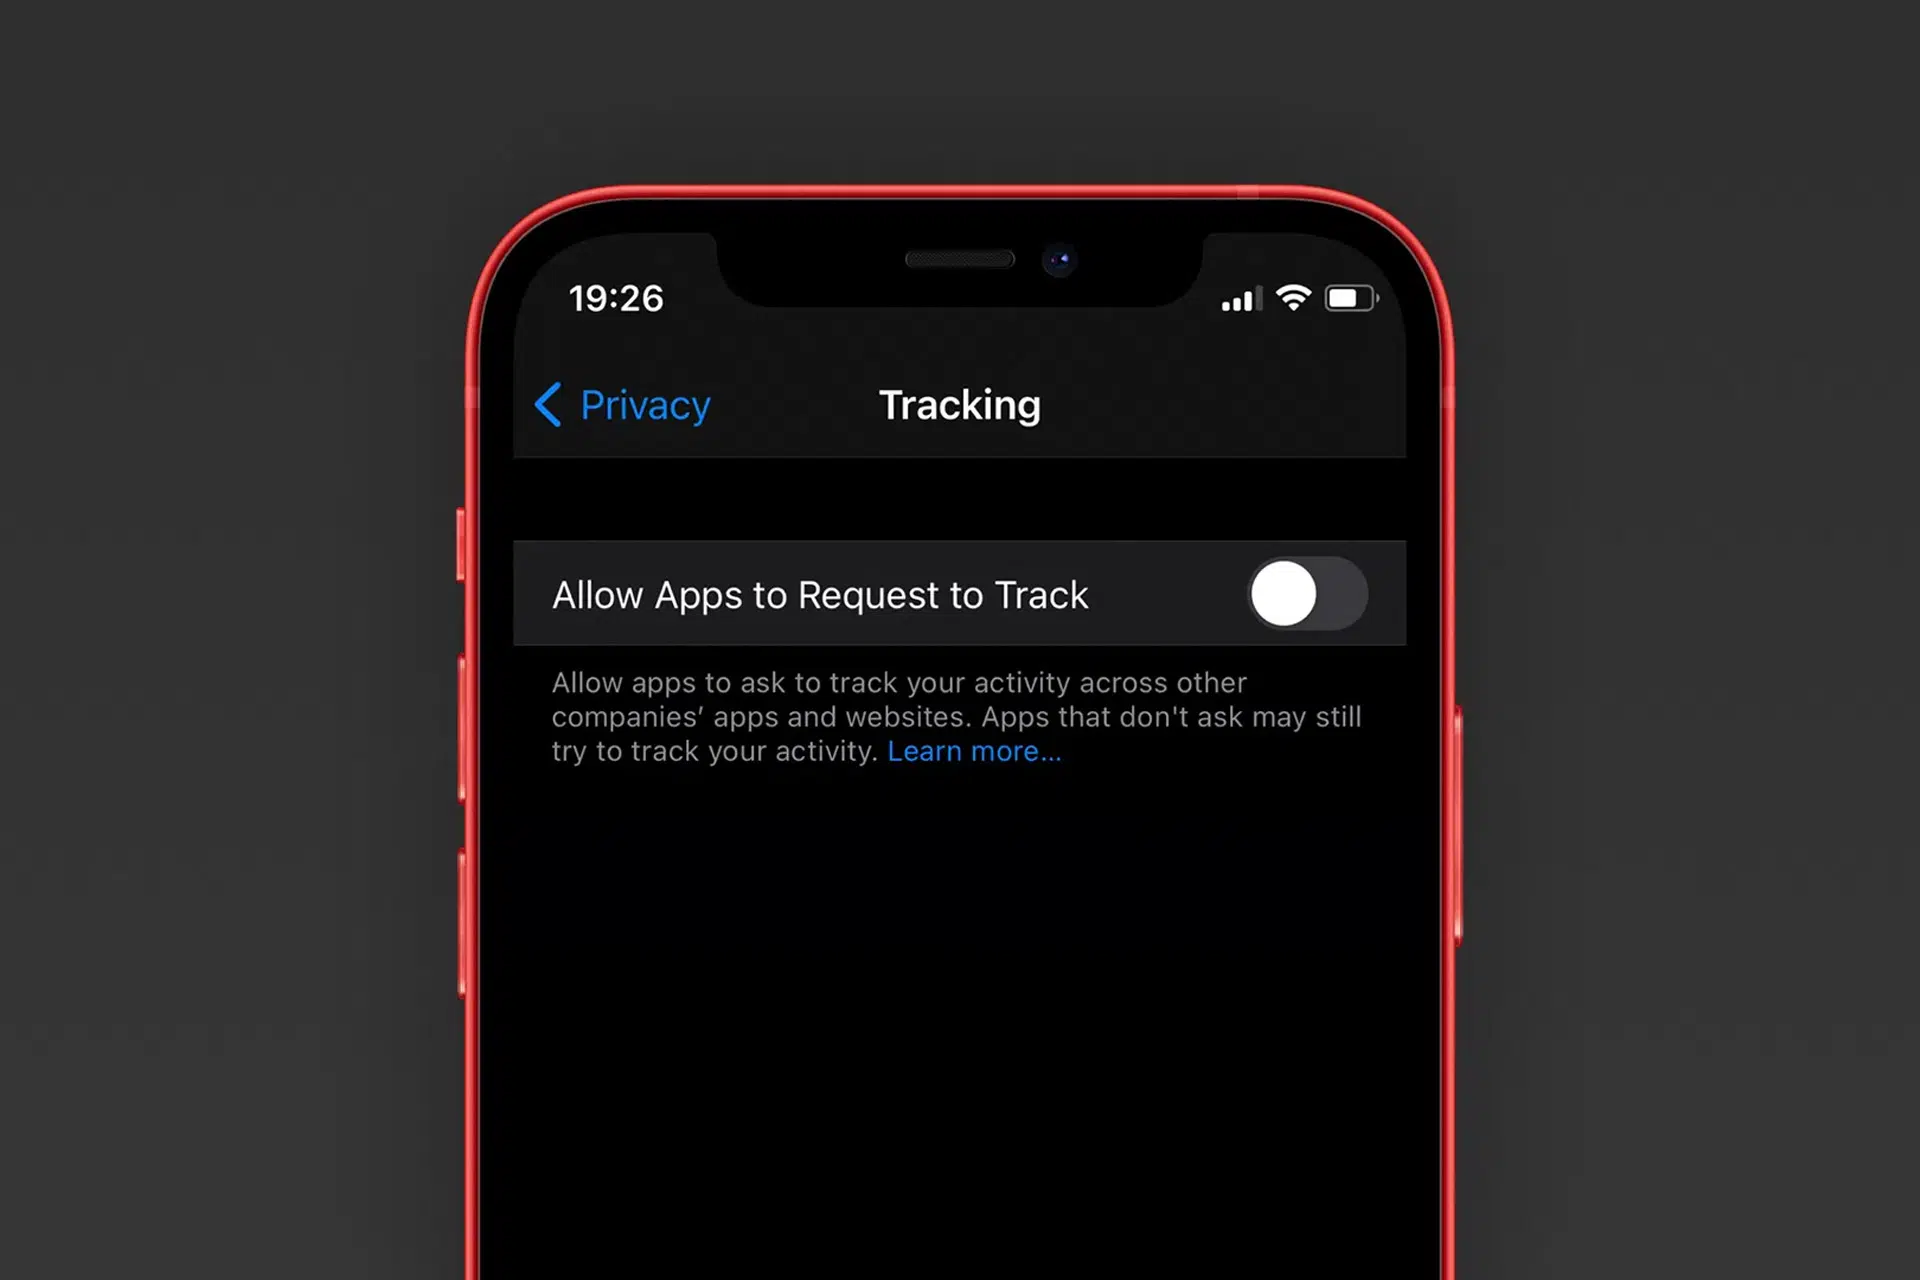 19:26
Privacy
Tracking
Allow Apps to Request to Track
Allow apps to ask to track your activity across other
companies’ apps and websites. Apps that don't ask may still
try to track your activity. Learn more...